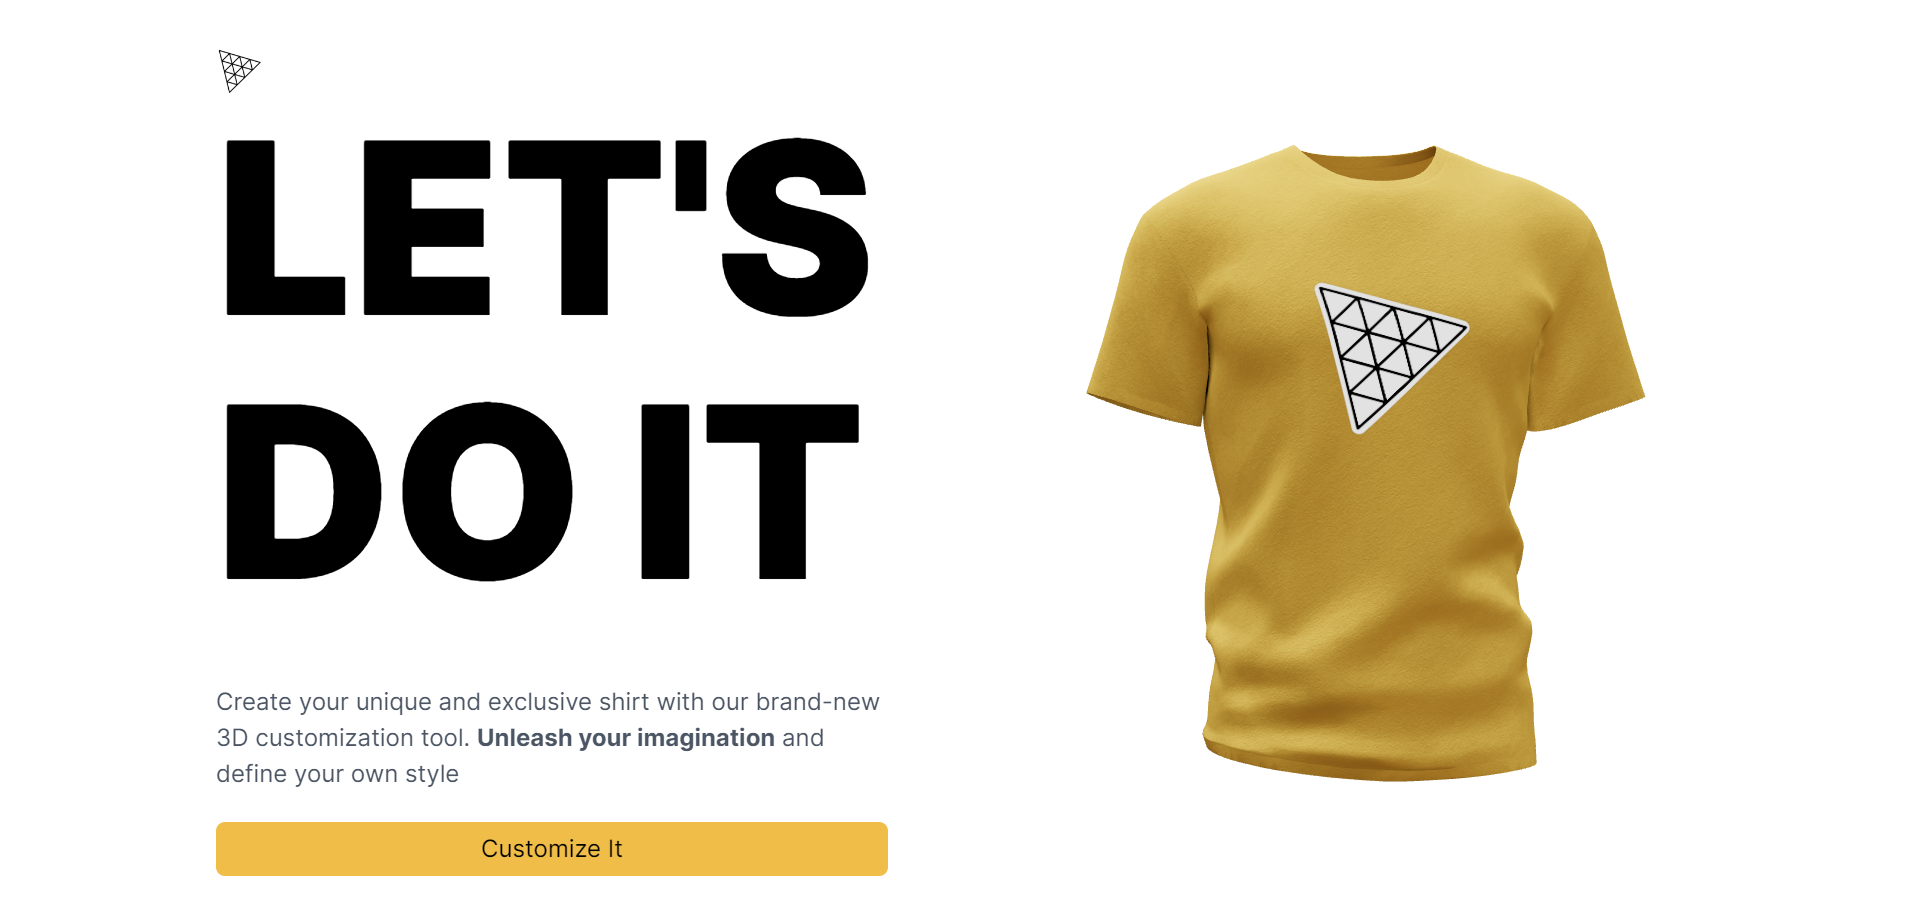 LET'S
DO IT
Create your unique and exclusive shirt with our brand-new
3D customization tool. Unleash your imagination and
define your own style
Customize It